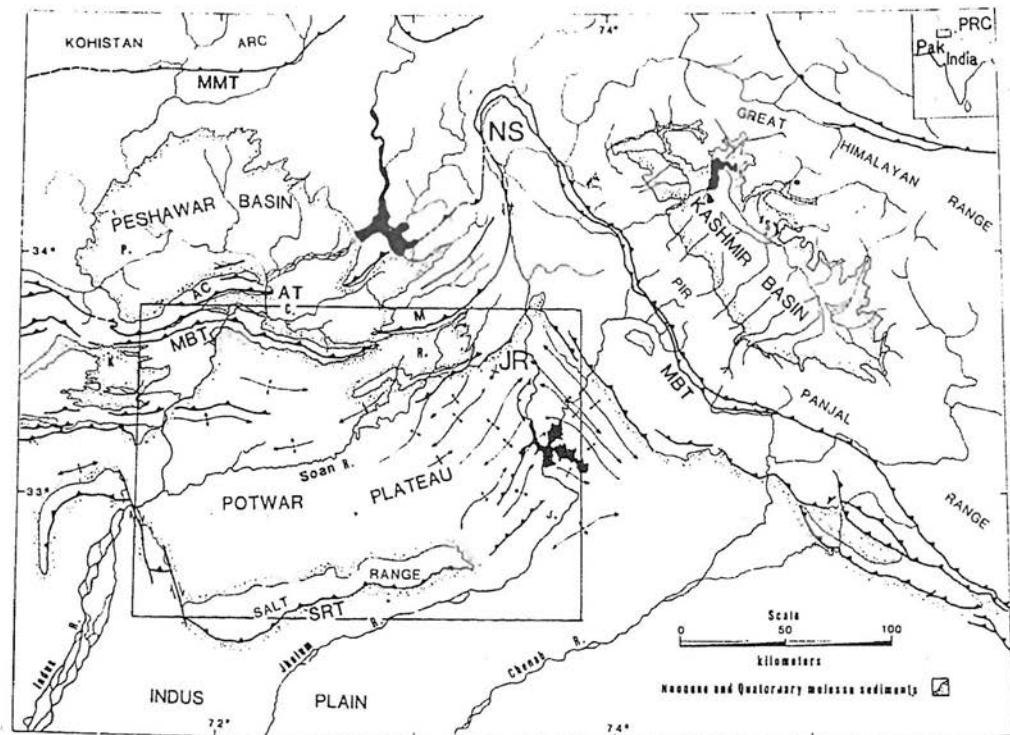 KOHISTAN ARC
MMT
74°
PRC
Pak
India
NS
GREAT
HIMALAYAN
RANGE
PESHAWAR BASIN
P.
34°
AC
AT
C.
MBT
M
R.
K
JR
KASHMIR
BASIN
PIR
MBT
PANJAL
RANGE
Soan R.
33°
POTWAR PLATEAU
J.
SALT RANGE
SRT
Indus R.
Jhelum R.
Chenab R.
INDUS PLAIN
Scale
0 50 100
kilometers
Neogene and Quaternary molasse sediments
72°
74°